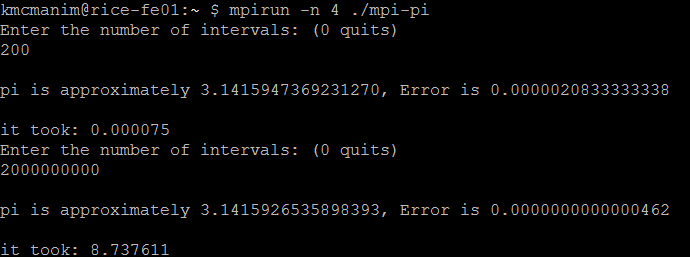 kmcmanim@rice-fe01:~ $ mpirun -n 4 ./mpi-pi
Enter the number of intervals: (0 quits)
200
pi is approximately 3.1415947369231270, Error is 0.0000020833333338
it took: 0.000075
Enter the number of intervals: (0 quits)
2000000000
pi is approximately 3.1415926535898393, Error is 0.0000000000000462
it took: 8.737611